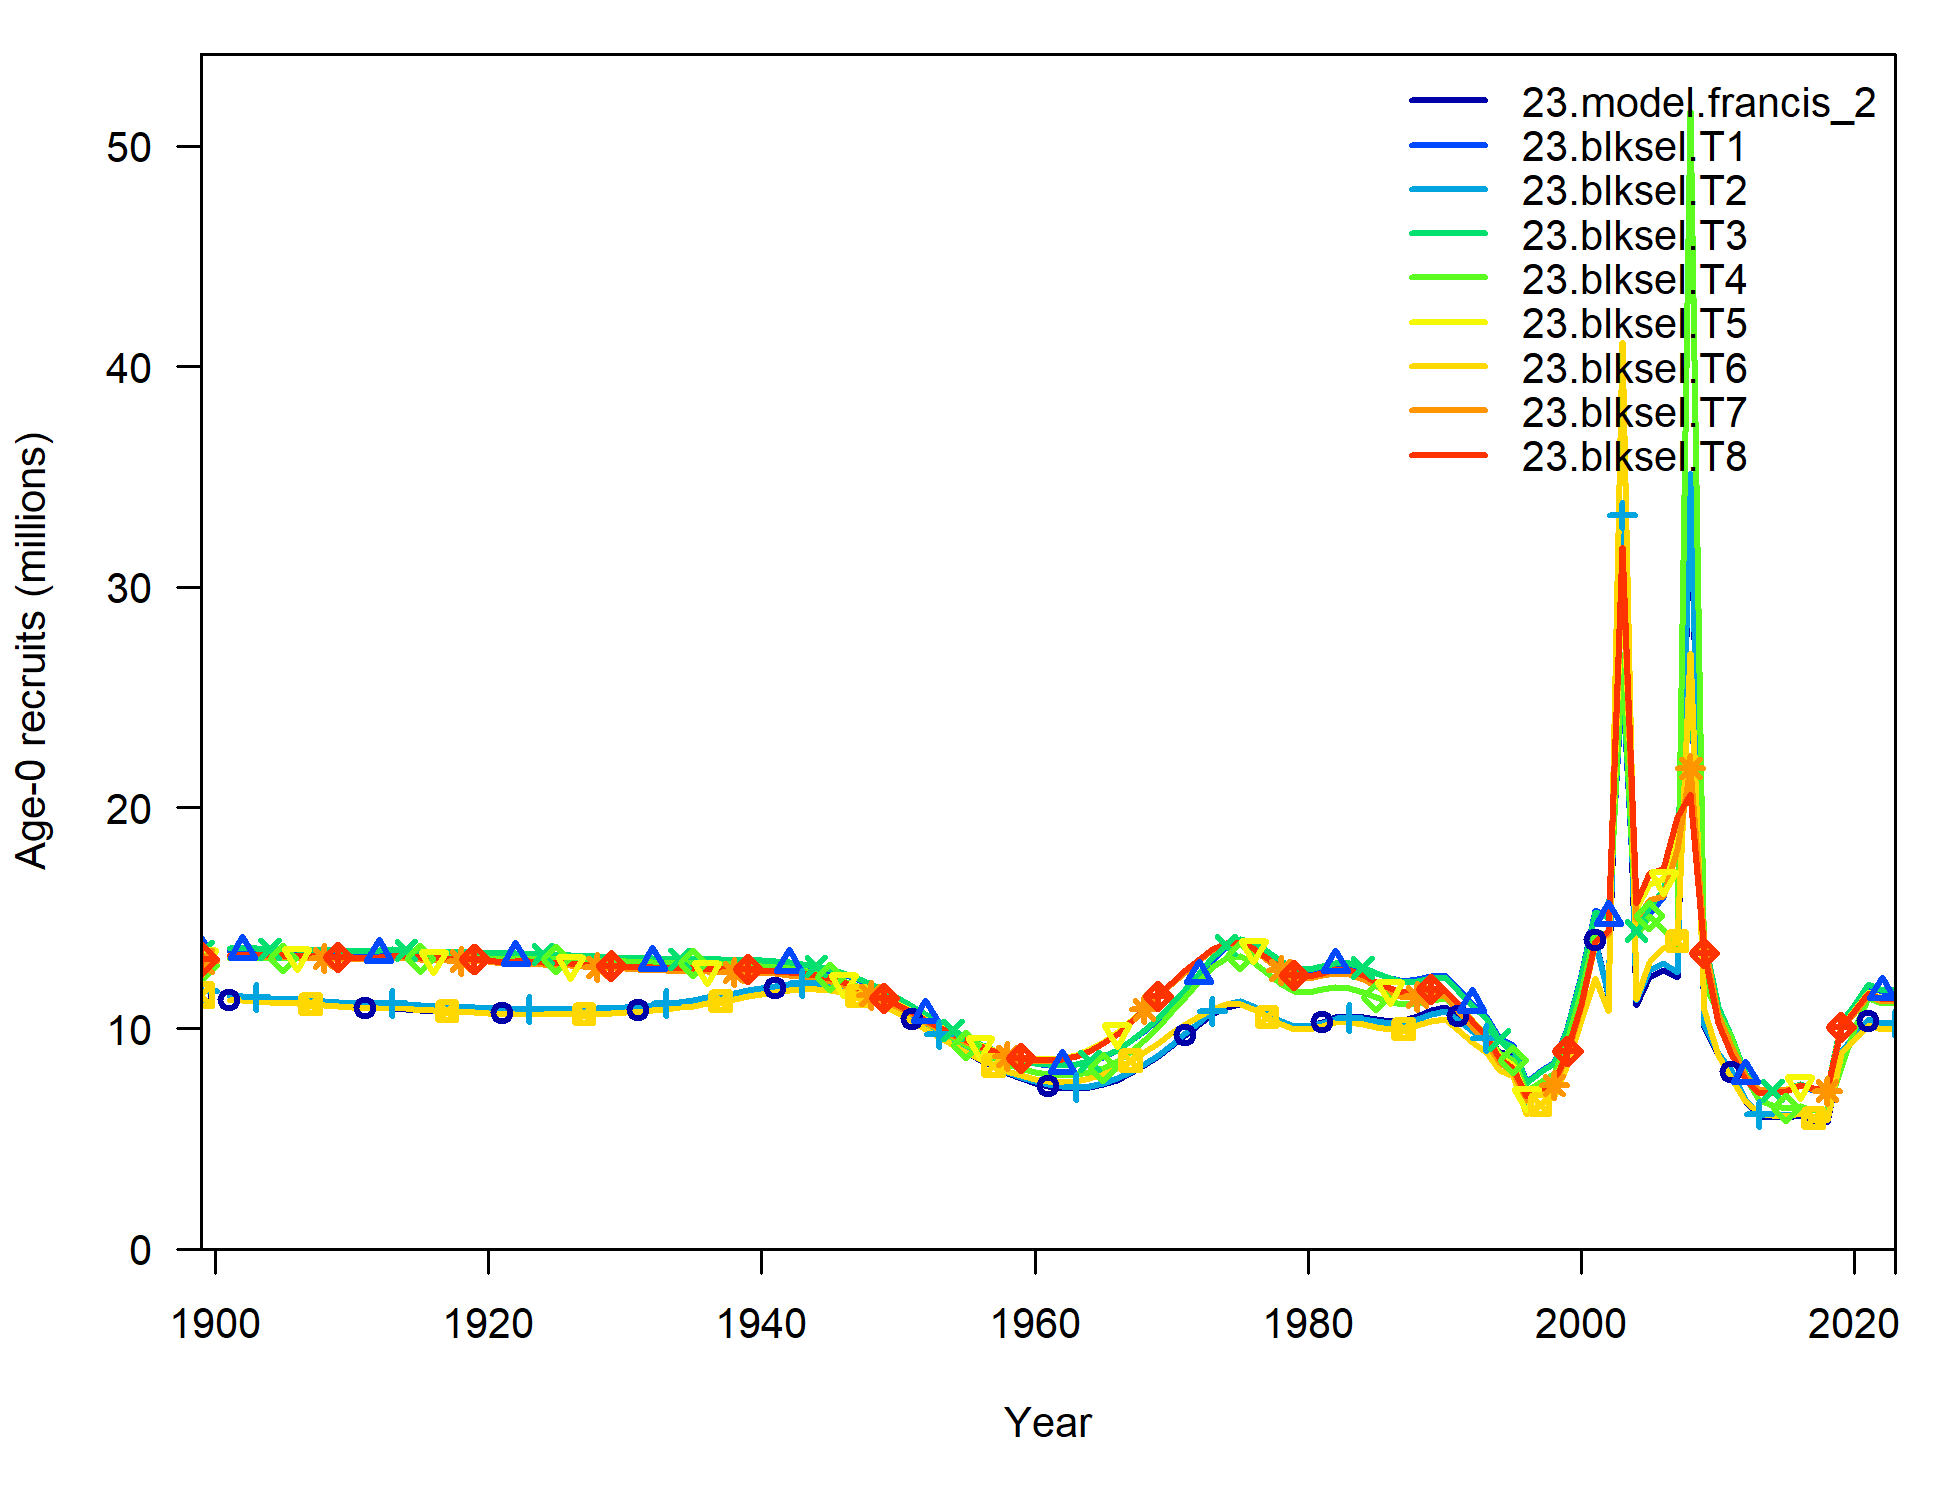 23.model.francis_2
23.blksel.T1
23.blksel.T2
23.blksel.T3
23.blksel.T4
23.blksel.T5
23.blksel.T6
23.blksel.T7
23.blksel.T8
Age-0 recruits (millions)
50
40
30
20
10
0
1900 1920 1940 1960 1980 2000 2020
Year